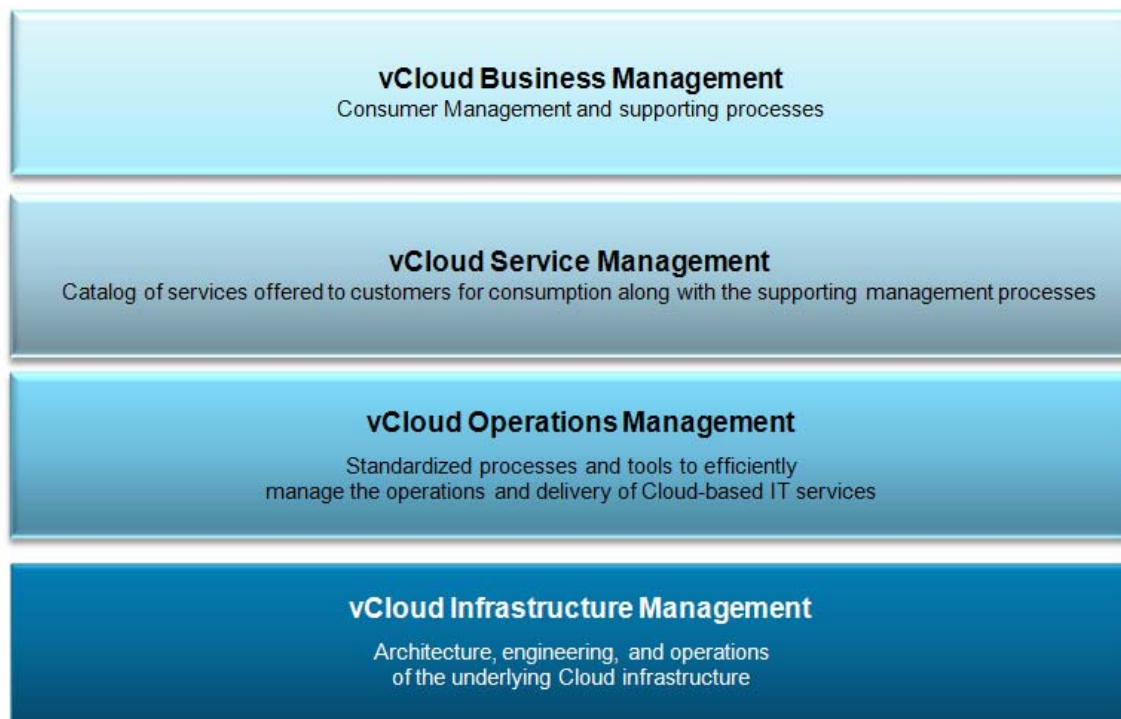 vCloud Business Management
Consumer Management and supporting processes
vCloud Service Management
Catalog of services offered to customers for consumption along with the supporting management processes
vCloud Operations Management
Standardized processes and tools to efficiently
manage the operations and delivery of Cloud-based IT services
vCloud Infrastructure Management
Architecture, engineering, and operations
of the underlying Cloud infrastructure